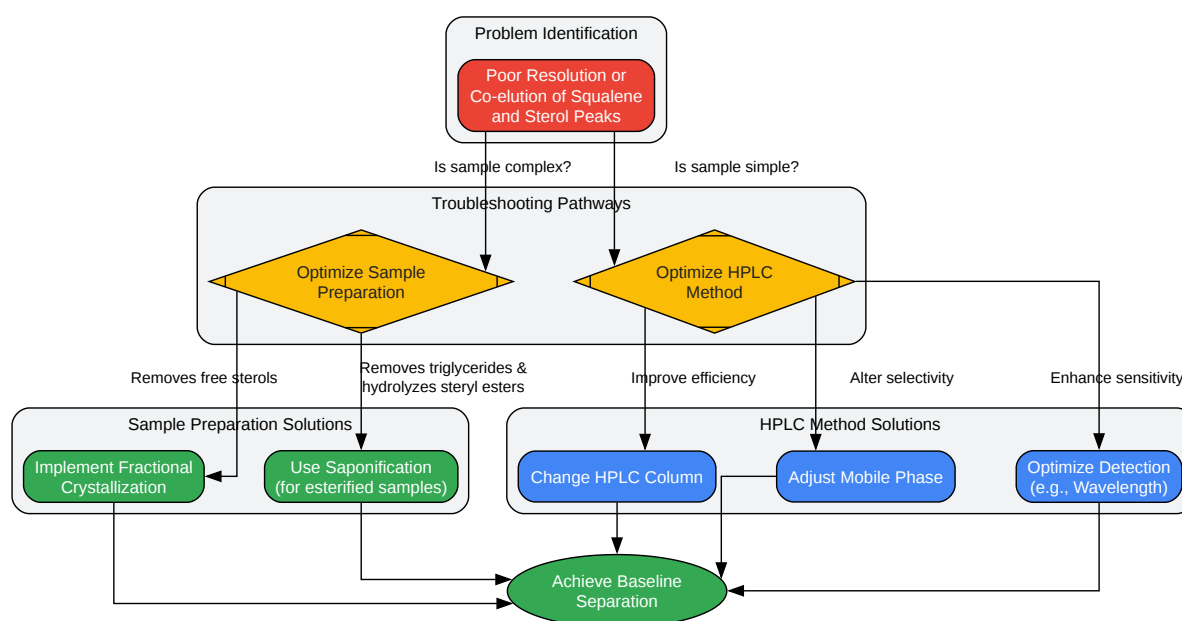 Problem Identification
Poor Resolution or
Co-elution of Squalene
and Sterol Peaks
Is sample complex?
Is sample simple?
Troubleshooting Pathways
Optimize Sample
Preparation
Optimize HPLC
Method
Removes free sterols
Removes triglycerides &
hydrolyzes steryl esters
Improve efficiency
Alter selectivity
Enhance sensitivity
Sample Preparation Solutions
HPLC Method Solutions
Implement Fractional
Crystallization
Use Saponification
(for esterified samples)
Change HPLC Column
Adjust Mobile Phase
Optimize Detection
(e.g., Wavelength)
Achieve Baseline
Separation